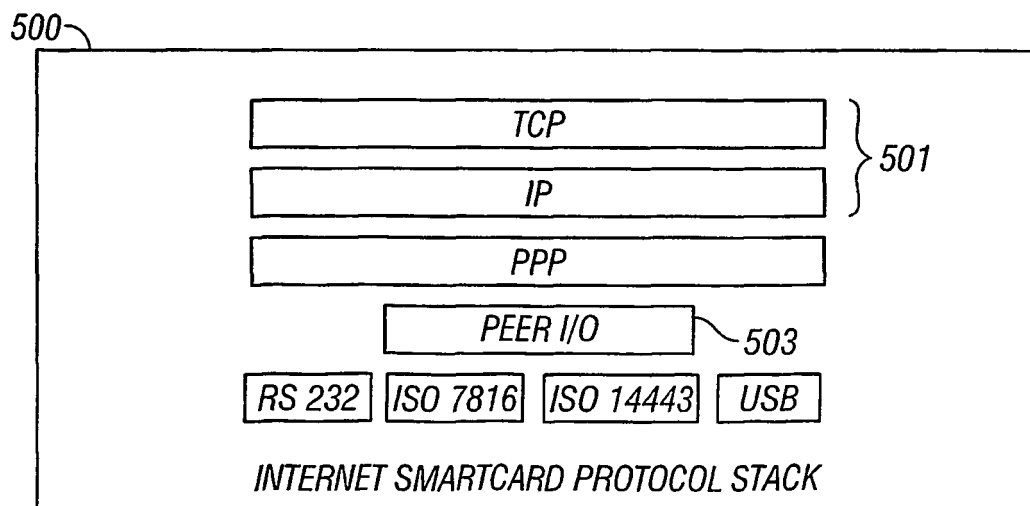 500
TCP
501
IP
PPP
PEER I/O
503
RS 232 ISO 7816 ISO 14443 USB
INTERNET SMARTCARD PROTOCOL STACK